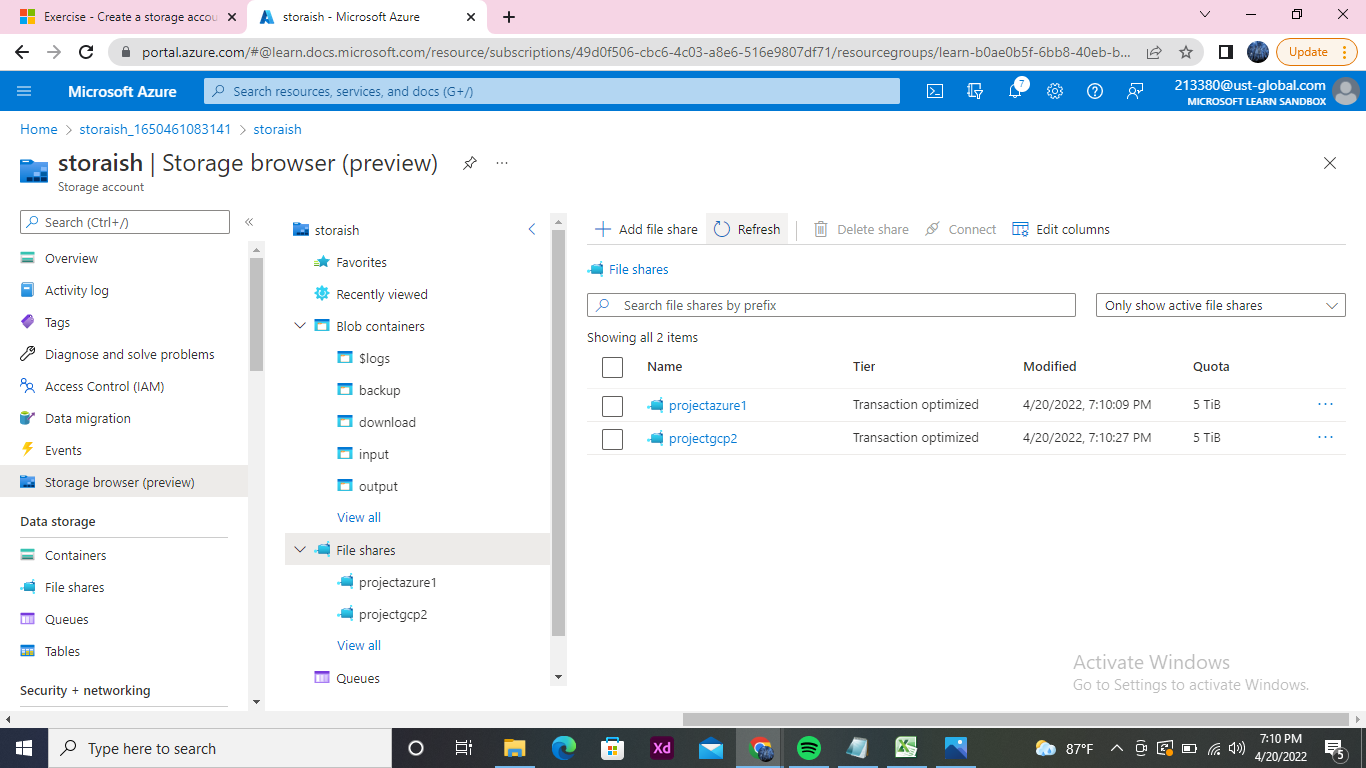 Exercise - Create a storage accou
storaish - Microsoft Azure
portal.azure.com/#@learn.docs.microsoft.com/resource/subscriptions/49d0f506-cbc6-4c03-a8e6-516e9807df71/resourcegroups/learn-b0ae0b5f-6bb8-40eb-b...
Update
Microsoft Azure
Search resources, services, and docs (G+/)
7
213380@ust-global.com
MICROSOFT LEARN SANDBOX
Home > storaish_1650461083141 > storaish
storaish | Storage browser (preview) ...
Storage account
Search (Ctrl+/)
Overview
Activity log
Tags
Diagnose and solve problems
Access Control (IAM)
Data migration
Events
Storage browser (preview)
Data storage
Containers
File shares
Queues
Tables
Security + networking
storaish
Favorites
Recently viewed
Blob containers
$logs
backup
download
input
output
View all
File shares
projectazure1
projectgcp2
View all
Queues
Add file share Refresh Delete share Connect Edit columns
File shares
Search file shares by prefix
Only show active file shares
Showing all 2 items
Name Tier Modified Quota
projectazure1 Transaction optimized 4/20/2022, 7:10:09 PM 5 TiB ...
projectgcp2 Transaction optimized 4/20/2022, 7:10:27 PM 5 TiB ...
Activate Windows
Go to Settings to activate Windows.
Type here to search
Xd
87°F
7:10 PM
4/20/2022
5